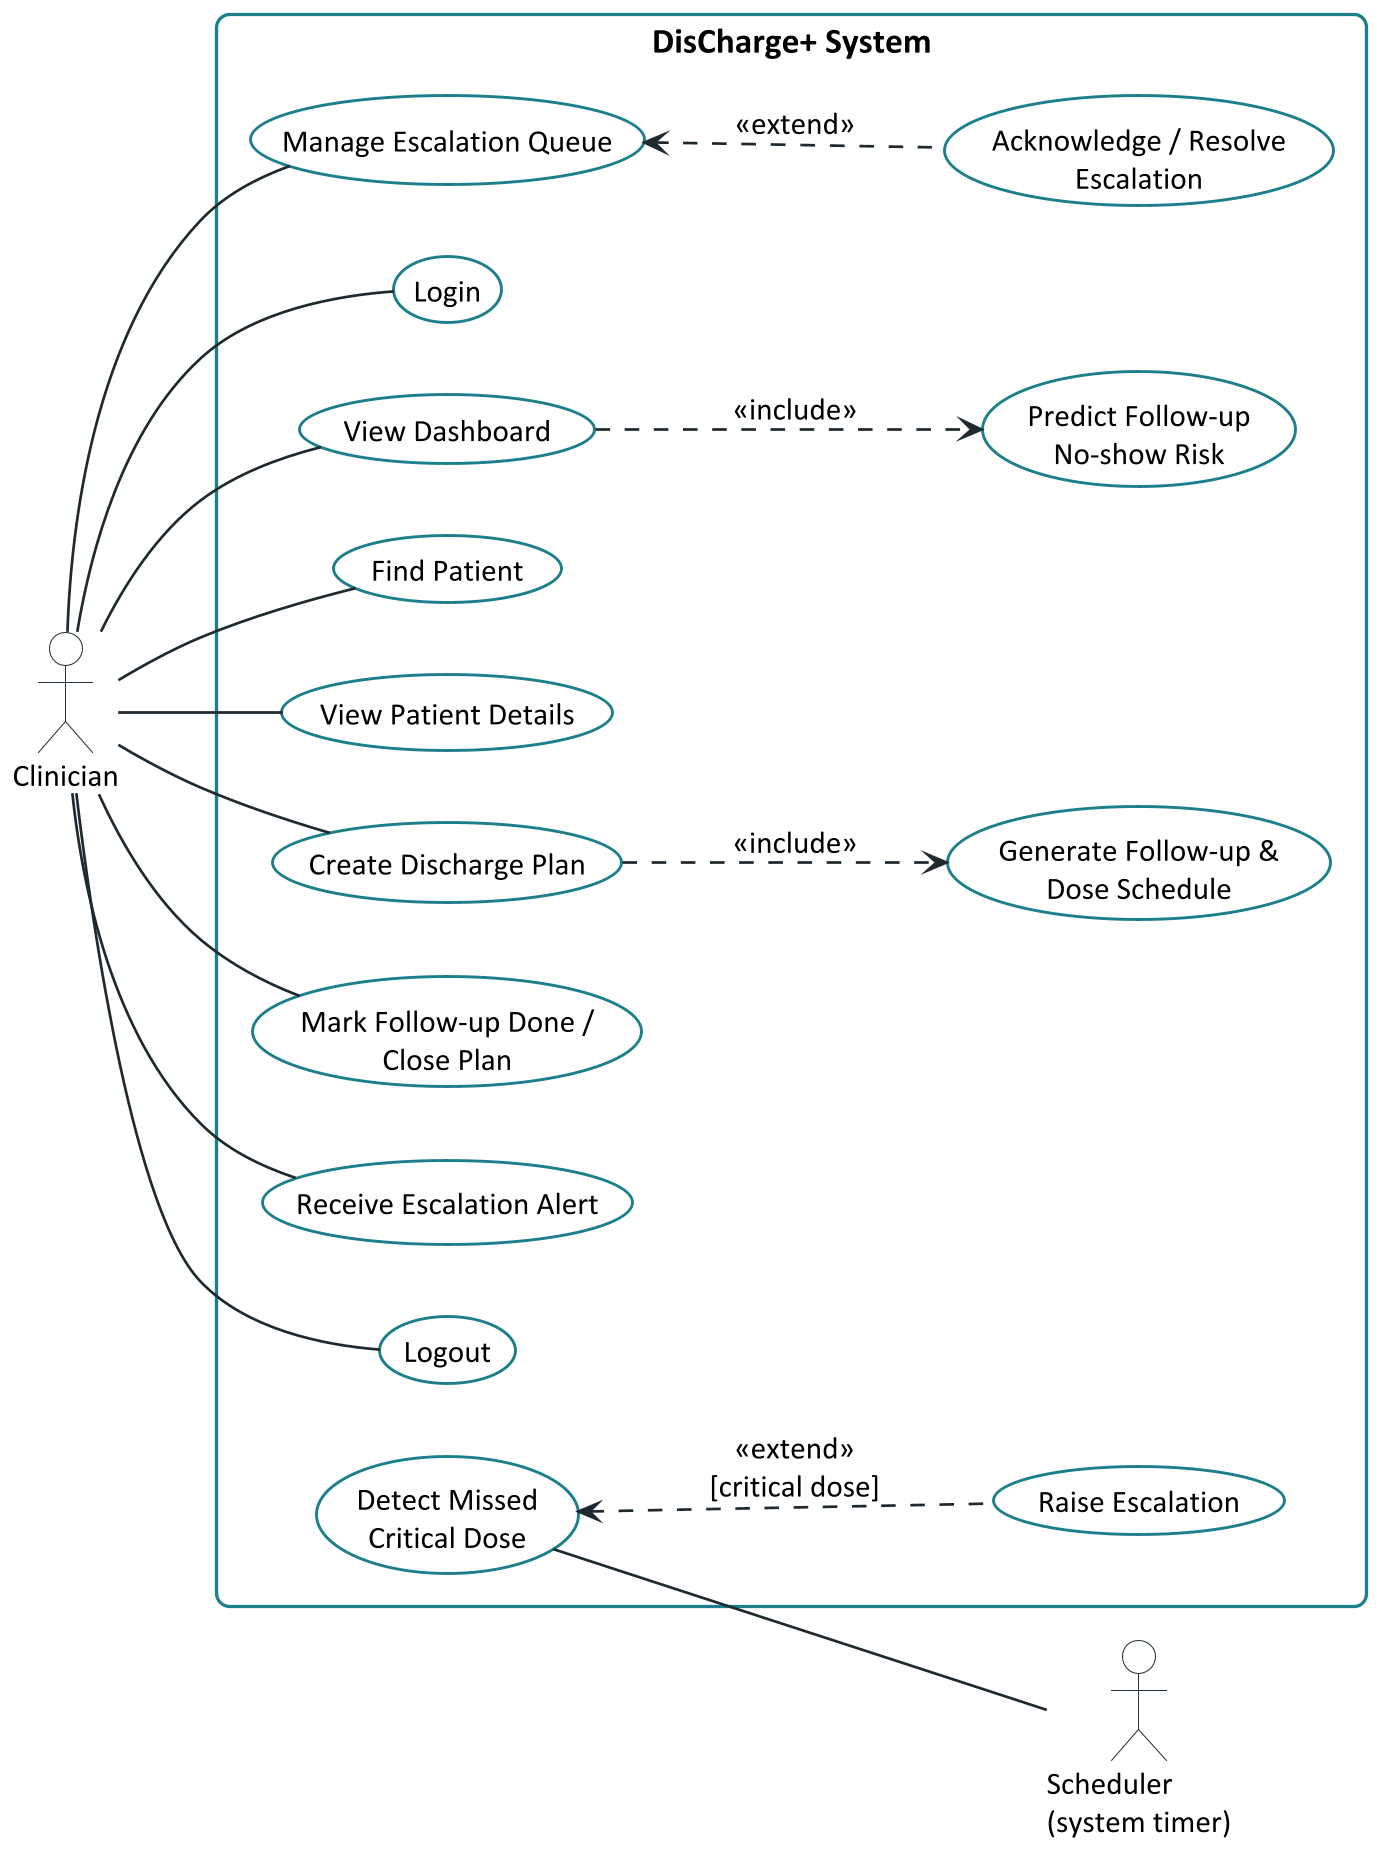 DisCharge+ System
Manage Escalation Queue
«extend»
Acknowledge / Resolve
Escalation
Login
View Dashboard
«include»
Predict Follow-up
No-show Risk
Find Patient
View Patient Details
Clinician
Create Discharge Plan
«include»
Generate Follow-up &
Dose Schedule
Mark Follow-up Done /
Close Plan
Receive Escalation Alert
Logout
Detect Missed
Critical Dose
«extend»
[critical dose]
Raise Escalation
Scheduler
(system timer)